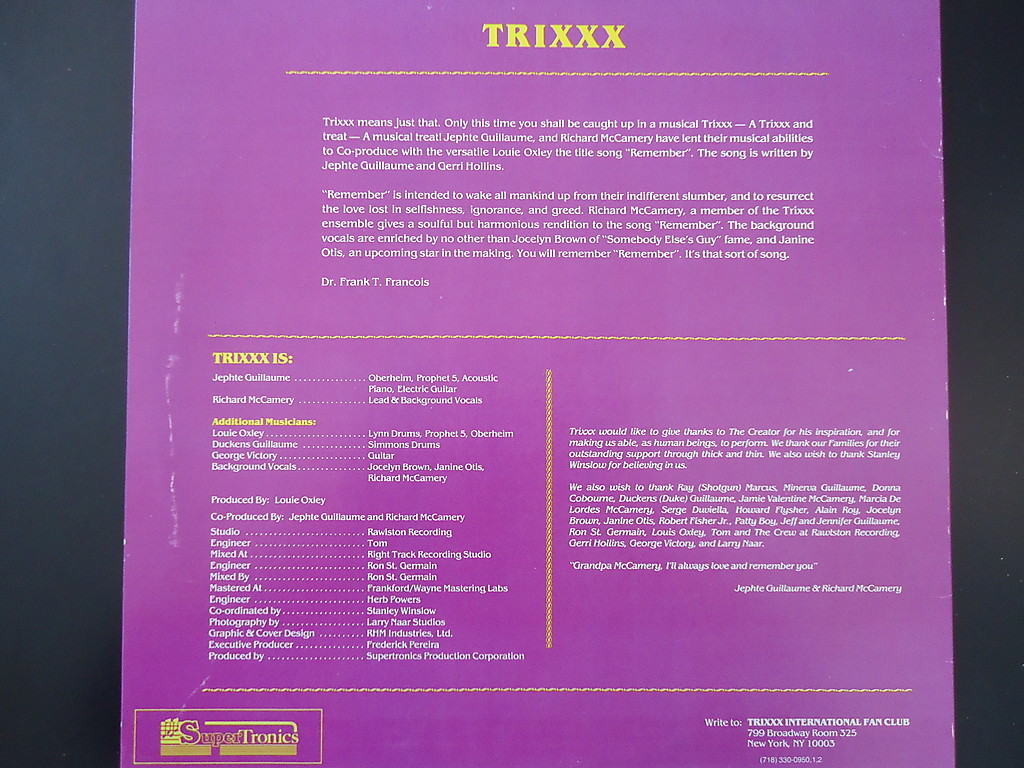 TRIXXX
Trixxx means just that. Only this time you shall be caught up in a musical Trixxx — A Trixxx and
treat — A musical treat! Jephte Guillaume, and Richard McCamery have lent their musical abilities
to Co-produce with the versatile Louie Oxley the title song "Remember". The song is written by
Jephte Guillaume and Gerri Hollins.
"Remember" is intended to wake all mankind up from their indifferent slumber, and to resurrect
the love lost in selfishness, ignorance, and greed. Richard McCamery, a member of the Trixxx
ensemble gives a soulful but harmonious rendition to the song "Remember". The background
vocals are enriched by no other than Jocelyn Brown of "Somebody Else's Guy" fame, and Janine
Otis, an upcoming star in the making. You will remember "Remember". It's that sort of song.
Dr. Frank T. Francois
TRIXXX IS:
Jephte Guillaume ............... Oberheim, Prophet 5, Acoustic
Piano, Electric Guitar
Richard McCamery .............. Lead & Background Vocals
Additional Musicians:
Louie Oxley..................... Lynn Drums, Prophet 5, Oberheim
Duckens Guillaume ............. Simmons Drums
George Victory.................. Guitar
Background Vocals.............. Jocelyn Brown, Janine Otis,
Richard McCamery
Produced By: Louie Oxley
Co-Produced By: Jephte Guillaume and Richard McCamery
Studio ......................... Rawlston Recording
Engineer ....................... Tom
Mixed At ....................... Right Track Recording Studio
Engineer ....................... Ron St. Germain
Mixed By ....................... Ron St. Germain
Mastered At..................... Frankford/Wayne Mastering Labs
Engineer ....................... Herb Powers
Co-ordinated by................. Stanley Winslow
Photography by ................. Larry Naar Studios
Graphic & Cover Design ......... RHM Industries, Ltd.
Executive Producer .............. Frederick Pereira
Produced by .................... Supertronics Production Corporation
Trixxx would like to give thanks to The Creator for his inspiration, and for
making us able, as human beings, to perform. We thank our Families for their
outstanding support through thick and thin. We also wish to thank Stanley
Winslow for believing in us.
We also wish to thank Ray (Shotgun) Marcus, Minerva Guillaume, Donna
Cobourne, Duckens (Duke) Guillaume, Jamie Valentine McCamery, Marcia De
Lordes McCamery, Serge Duviella, Howard Flysher, Alain Roy, Jocelyn
Brown, Janine Otis, Robert Fisher Jr., Patty Boy, Jeff and Jennifer Guillaume,
Ron St. Germain, Louis Oxley, Tom and The Crew at Rawlston Recording,
Gerri Hollins, George Victory, and Larry Naar.
"Grandpa McCamery, I'll always love and remember you"
Jephte Guillaume & Richard McCamery
SuperTronics
Write to: TRIXXX INTERNATIONAL FAN CLUB
799 Broadway Room 325
New York, NY 10003
(718) 330-0950,1,2